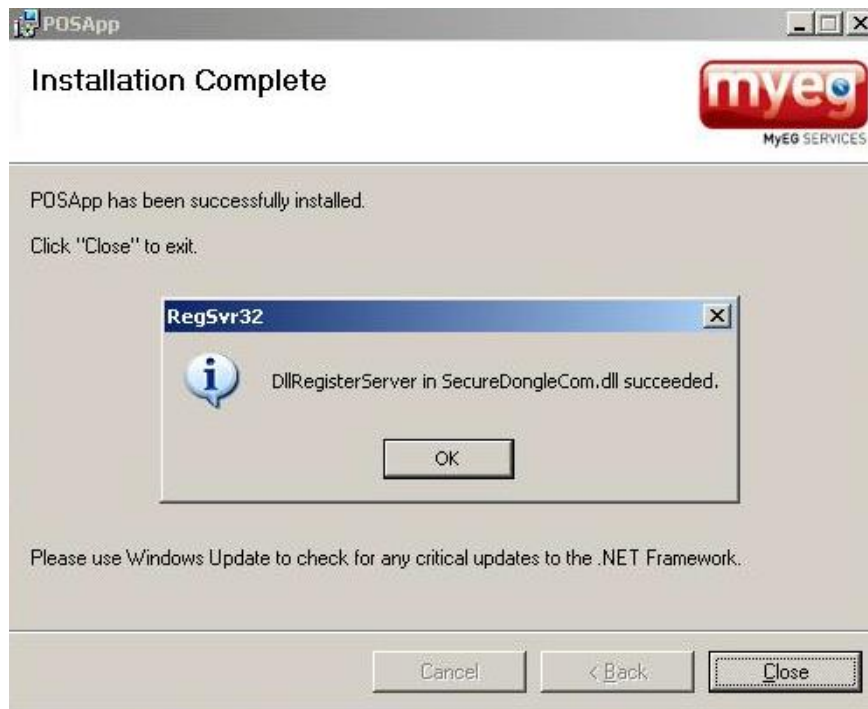 POSApp
Installation Complete
myeg
MyEG SERVICES
POSApp has been successfully installed.
Click "Close" to exit.
RegSvr32
DllRegisterServer in SecureDongleCom.dll succeeded.
OK
Please use Windows Update to check for any critical updates to the .NET Framework.
Cancel
< Back
Close